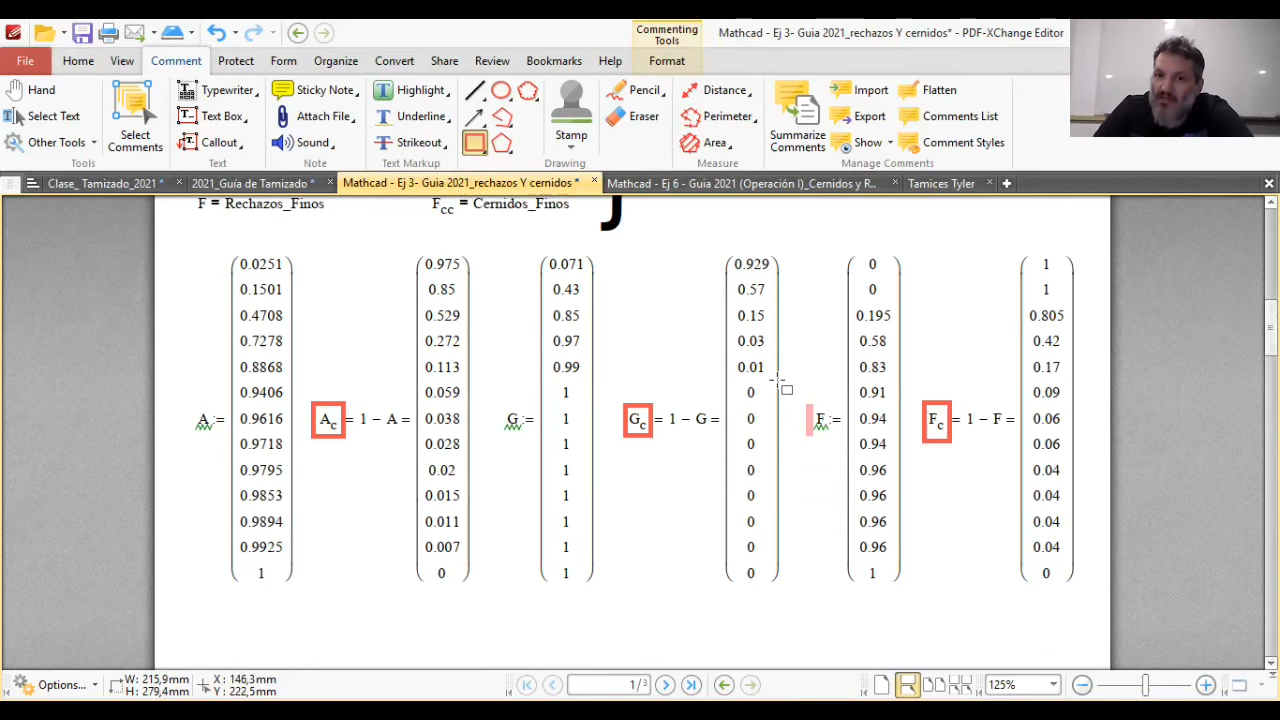 Commenting Tools
Mathcad - Ej 3- Guia 2021_rechazos Y cernidos* - PDF-XChange Editor
File Home View Comment Protect Form Organize Convert Share Review Bookmarks Help Format
Hand Typewriter Sticky Note Highlight Pencil Distance Import Flatten
Select Text Select Comments Text Box Attach File Underline Eraser Stamp Perimeter Summarize Comments Export Comments List
Other Tools Callout Sound Strikeout Area Show Comment Styles
Tools Text Note Text Markup Drawing Measure Manage Comments
Clase_ Tamizado_2021 * 2021_Guía de Tamizado * Mathcad - Ej 3- Guia 2021_rechazos Y cernidos * Mathcad - Ej 6 - Guia 2021 (Operación I)_Cernidos y R... Tamices Tyler
F = Rechazos_Finos Fcc = Cernidos_Finos
0.0251 0.975 0.071 0.929 0 1
0.1501 0.85 0.43 0.57 0 1
0.4708 0.529 0.85 0.15 0.195 0.805
0.7278 0.272 0.97 0.03 0.58 0.42
0.8868 0.113 0.99 0.01 0.83 0.17
0.9406 0.059 1 0 0.91 0.09
A := 0.9616 Ac = 1 − A = 0.038 G := 1 Gc = 1 − G = 0 F := 0.94 Fc = 1 − F = 0.06
0.9718 0.028 1 0 0.94 0.06
0.9795 0.02 1 0 0.96 0.04
0.9853 0.015 1 0 0.96 0.04
0.9894 0.011 1 0 0.96 0.04
0.9925 0.007 1 0 0.96 0.04
1 0 1 0 1 0
Options... W: 215,9mm X: 146,3mm 1/3 125%
H: 279,4mm Y: 222,5mm